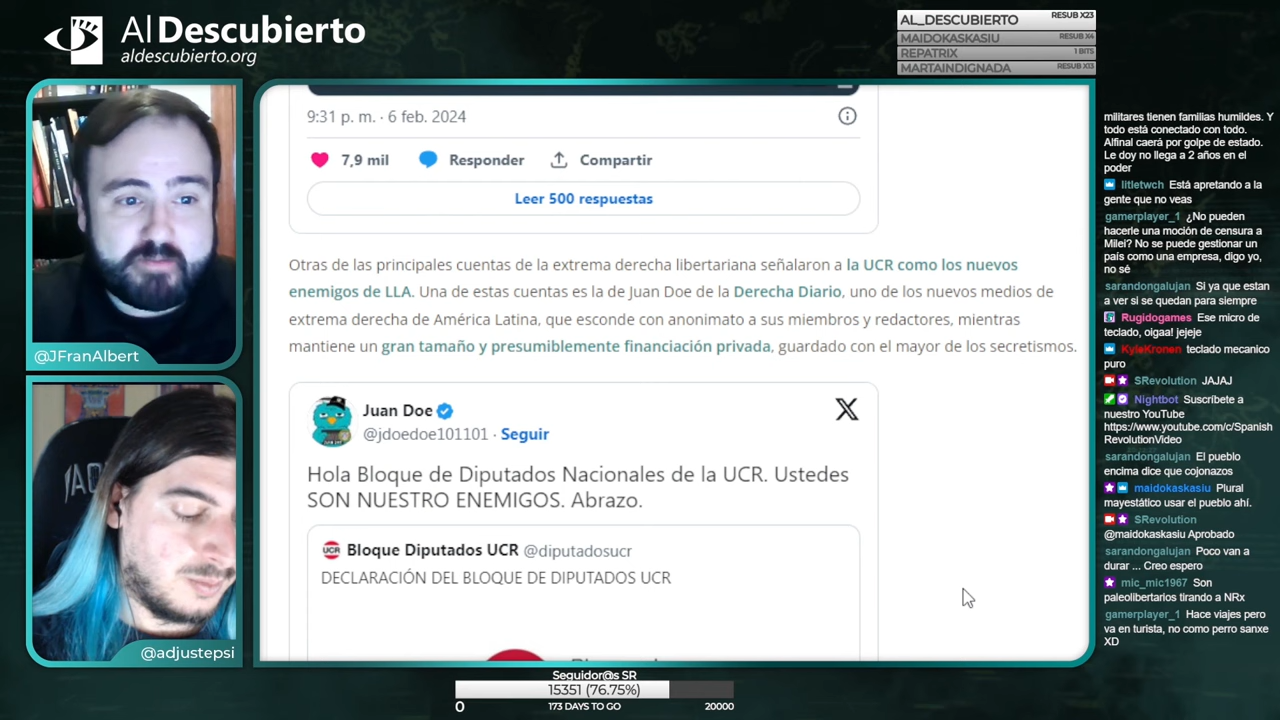 Al Descubierto
aldescubierto.org
AL_DESCUBIERTO RESUB X23
MAIDOKASKASIU RESUB X4
REPATRIX 1 BITS
MARTAINDIGNADA RESUB X13
@JFranAlbert
@adjustepsi
9:31 p. m. · 6 feb. 2024
7,9 mil Responder Compartir
Leer 500 respuestas
Otras de las principales cuentas de la extrema derecha libertariana señalaron a la UCR como los nuevos
enemigos de LLA. Una de estas cuentas es la de Juan Doe de la Derecha Diario, uno de los nuevos medios de
extrema derecha de América Latina, que esconde con anonimato a sus miembros y redactores, mientras
mantiene un gran tamaño y presumiblemente financiación privada, guardado con el mayor de los secretismos.
Juan Doe
@jdoedoe101101 · Seguir
Hola Bloque de Diputados Nacionales de la UCR. Ustedes
SON NUESTRO ENEMIGOS. Abrazo.
UCR Bloque Diputados UCR @diputadosucr
DECLARACIÓN DEL BLOQUE DE DIPUTADOS UCR
militares tienen familias humildes. Y
todo está conectado con todo.
Alfinal caerá por golpe de estado.
Le doy no llega a 2 años en el
poder
litletwch Está apretando a la
gente que no veas
gamerplayer_1 ¿No pueden
hacerle una moción de censura a
Milei? No se puede gestionar un
país como una empresa, digo yo,
no sé
sarandongalujan Si ya que estan
a ver si se quedan para siempre
Rugidogames Ese micro de
teclado, oigaa! jejeje
KyleKronen teclado mecanico
puro
SRevolution JAJAJ
Nightbot Suscríbete a
nuestro YouTube
https://www.youtube.com/c/Spanish
RevolutionVideo
sarandongalujan El pueblo
encima dice que cojonazos
maidokaskasiu Plural
mayestático usar el pueblo ahí.
SRevolution
@maidokaskasiu Aprobado
sarandongalujan Poco van a
durar ... Creo espero
mic_mic1967 Son
paleolibertarios tirando a NRx
gamerplayer_1 Hace viajes pero
va en turista, no como perro sanxe
XD
Seguidor@s SR
15351 (76.75%)
0 173 DAYS TO GO 20000